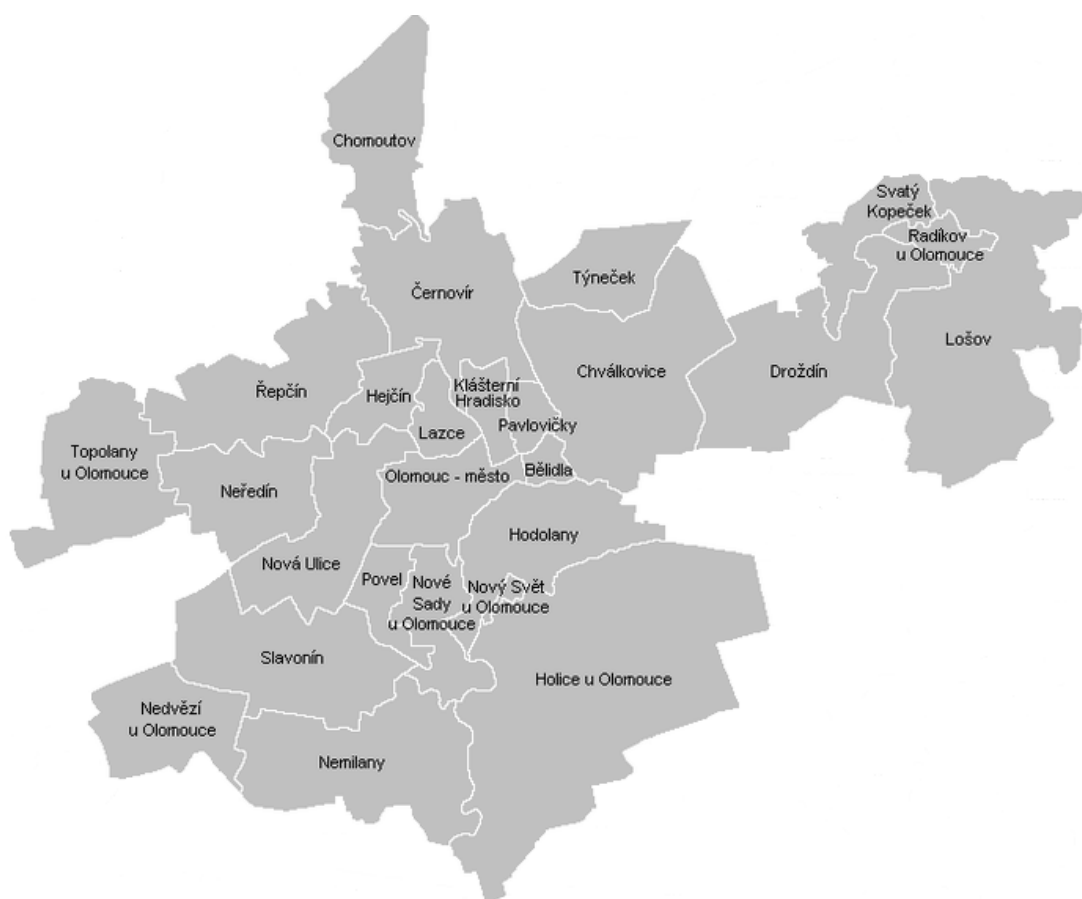 Chomoutov
Svatý
Kopeček
Radíkov
u Olomouce
Týneček
Černovír
Lošov
Chválkovice
Droždín
Řepčín
Hejčín
Klášterní
Hradisko
Lazce
Pavlovičky
Topolany
u Olomouce
Neředín
Olomouc - město
Bělidla
Hodolany
Nová Ulice
Povel
Nové
Sady
u Olomouce
Nový Svět
u Olomouce
Slavonín
Holice u Olomouce
Nedvězí
u Olomouce
Nemilany